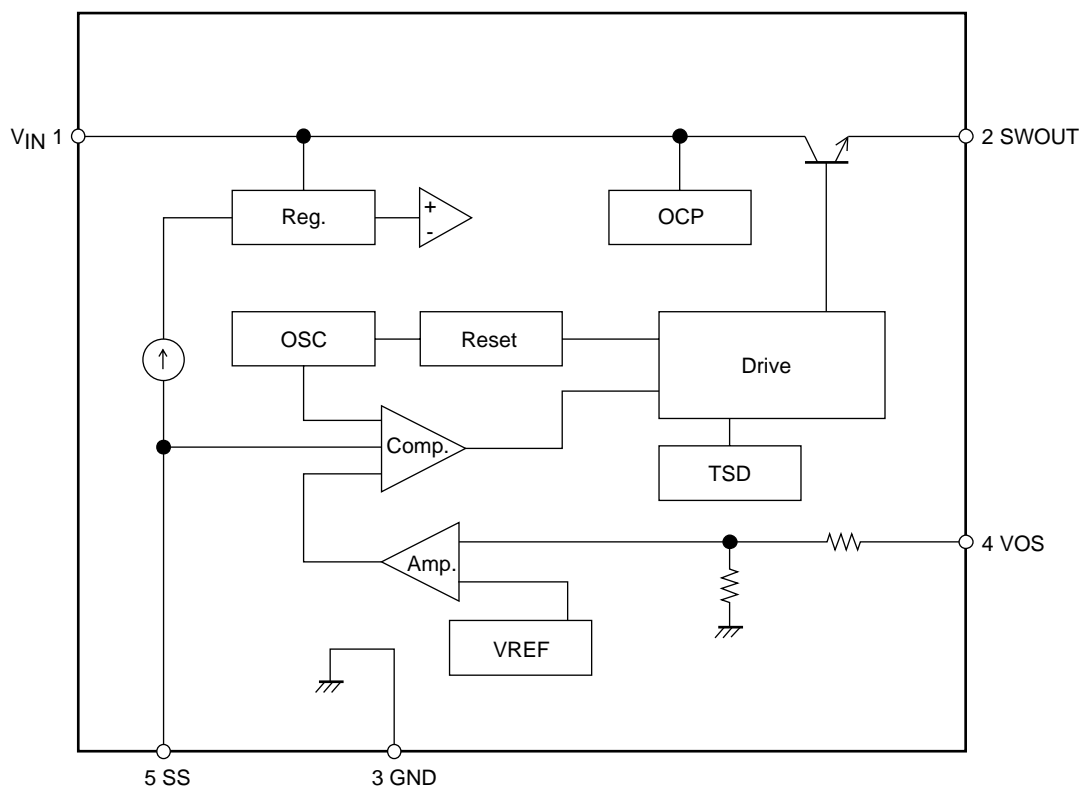 VIN 1
2 SWOUT
Reg.
+
-
OCP
OSC
Reset
Drive
Comp.
TSD
Amp.
4 VOS
VREF
5 SS
3 GND